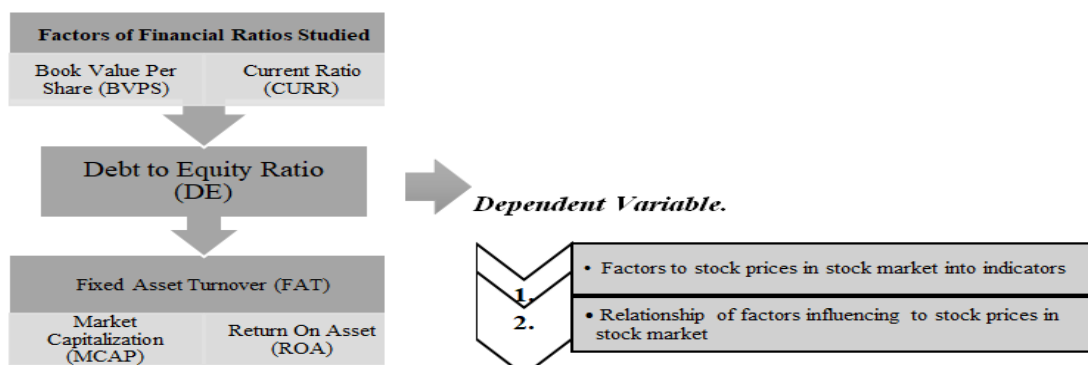 Factors of Financial Ratios Studied
Book Value Per
Share (BVPS)
Current Ratio
(CURR)
Debt to Equity Ratio
(DE)
Fixed Asset Turnover (FAT)
Market
Capitalization
(MCAP)
Return On Asset
(ROA)
Dependent Variable.
1.
• Factors to stock prices in stock market into indicators
2.
• Relationship of factors influencing to stock prices in
stock market